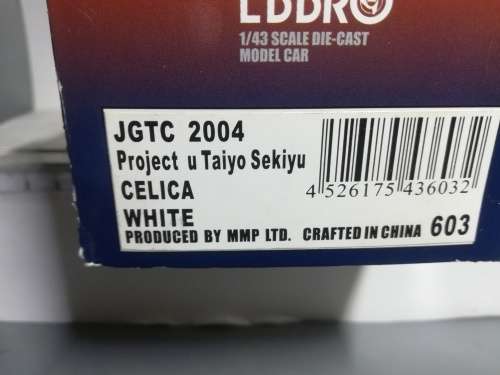 EBBRO
1/43 SCALE DIE-CAST
MODEL CAR
JGTC 2004
Project u Taiyo Sekiyu
CELICA
WHITE
4 526175 436032
PRODUCED BY MMP LTD. CRAFTED IN CHINA 603